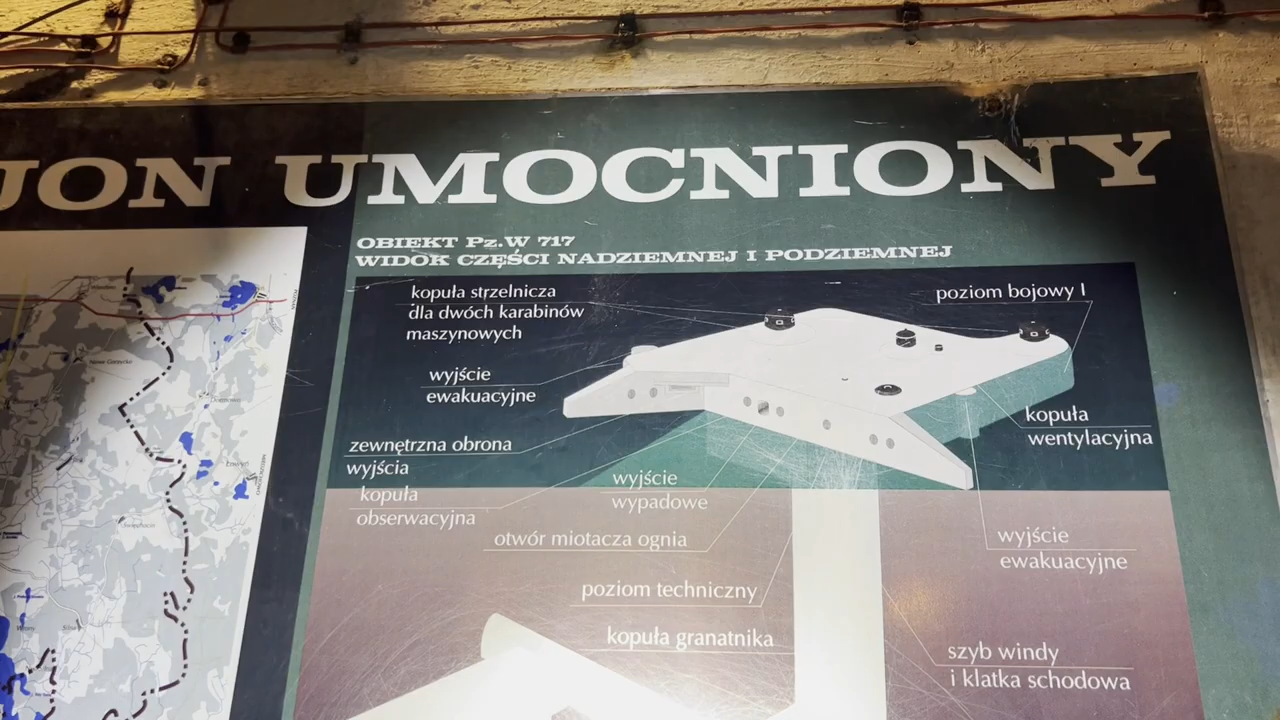 JON UMOCNIONY
OBIEKT Pz.W 717
WIDOK CZĘŚCI NADZIEMNEJ I PODZIEMNEJ
kopuła strzelnicza
dla dwóch karabinów
maszynowych
poziom bojowy I
wyjście
ewakuacyjne
kopuła
wentylacyjna
zewnętrzna obrona
wyjścia
kopuła
obserwacyjna
wyjście
wypadowe
otwór miotacza ognia
wyjście
ewakuacyjne
poziom techniczny
kopuła granatnika
szyb windy
i klatka schodowa